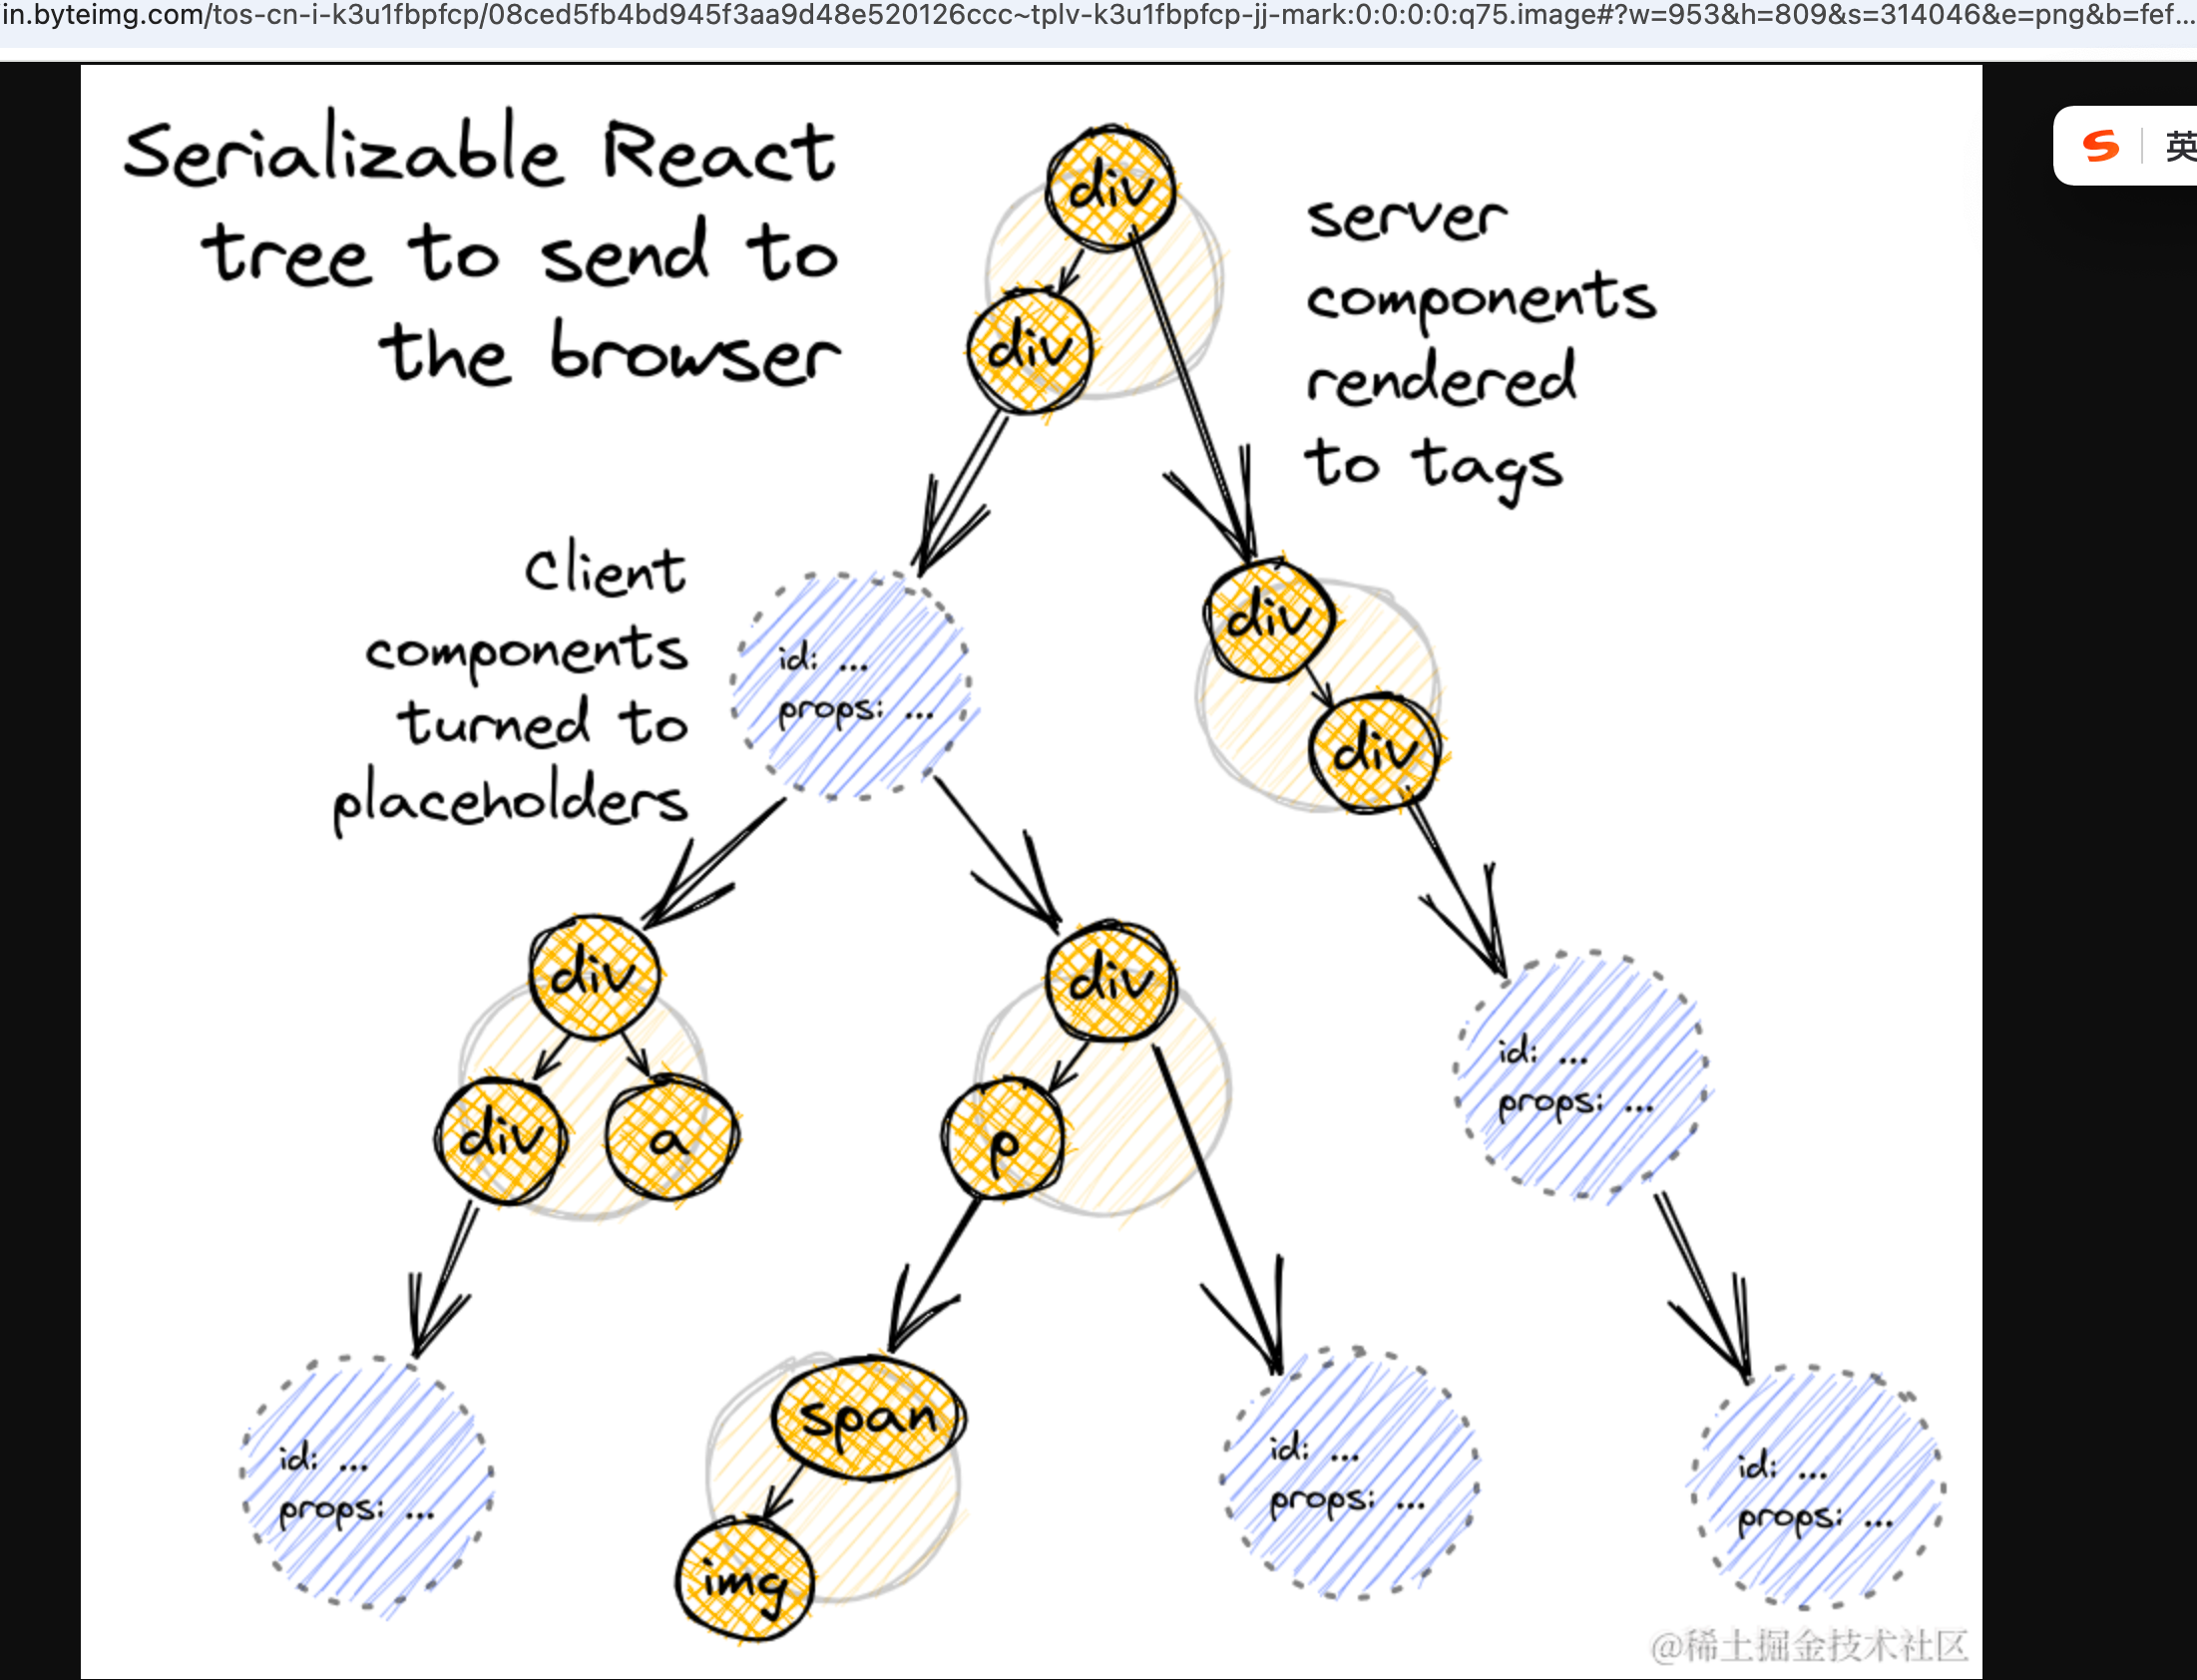 in.byteimg.com/tos-cn-i-k3u1fbpfcp/08ced5fb4bd945f3aa9d48e520126ccc~tplv-k3u1fbpfcp-jj-mark:0:0:0:0:q75.image#?w=953&h=809&s=314046&e=png&b=fef...
英
Serializable React
tree to send to
the browser
div
div
server
components
rendered
to tags
Client
components
turned to
placeholders
id: ...
props: ...
div
div
div
div
a
div
p
id: ...
props: ...
id: ...
props: ...
span
img
id: ...
props: ...
id: ...
props: ...
@稀土掘金技术社区